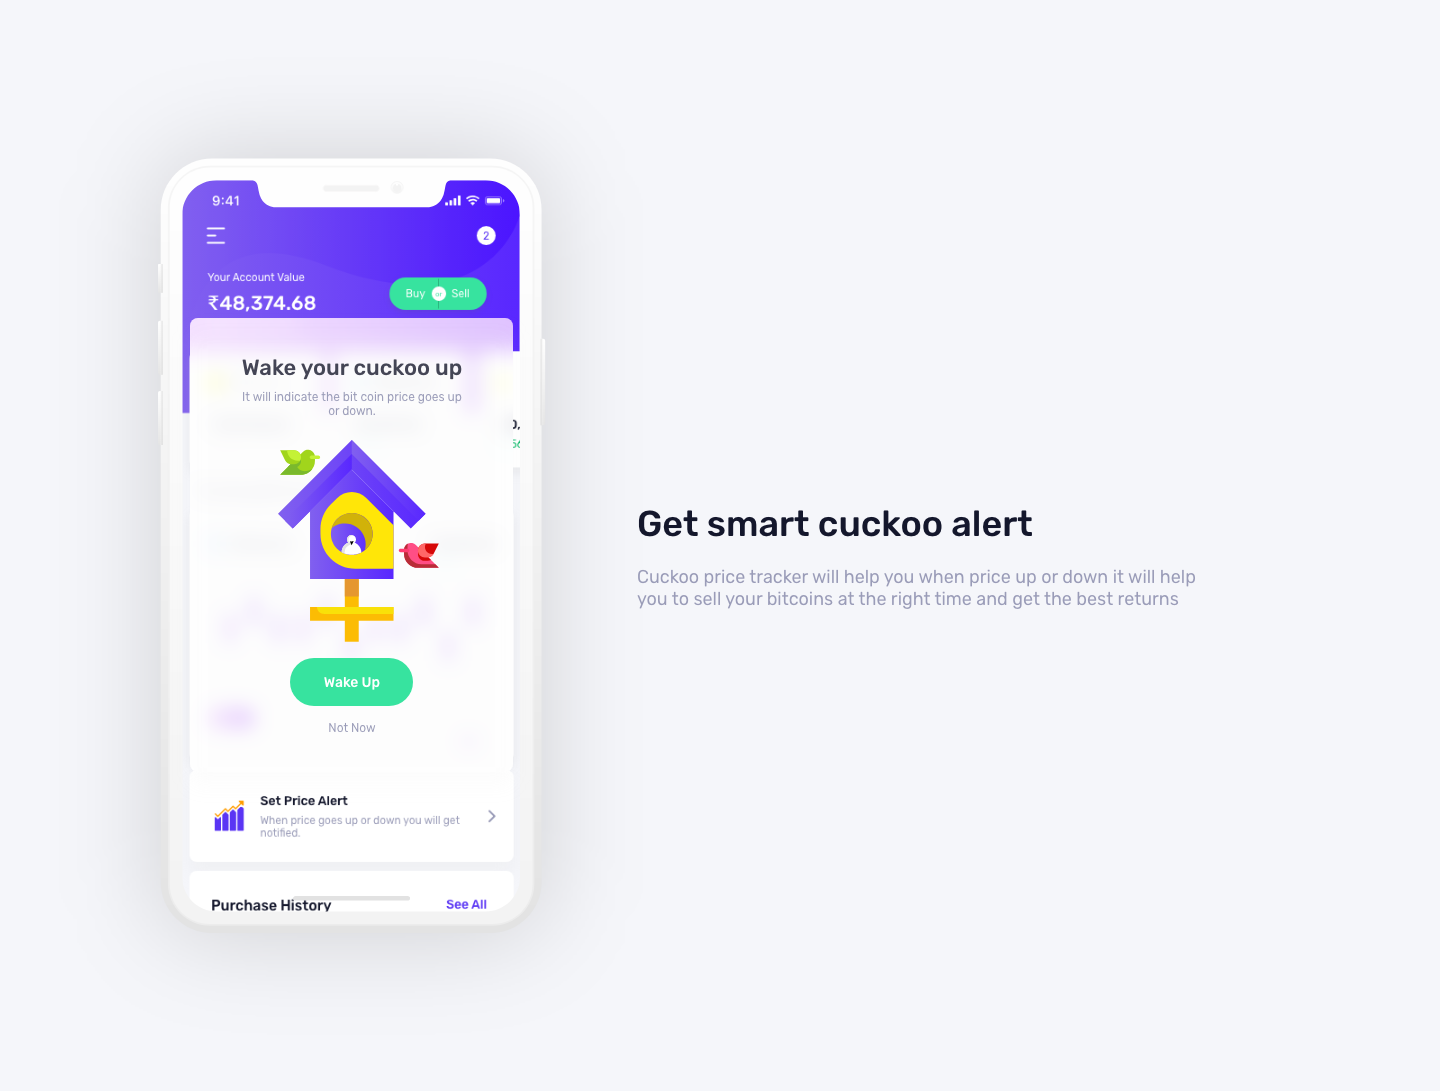 9:41
2
Your Account Value
₹48,374.68
Buy
Sell
Wake your cuckoo up
It will indicate the bit coin price goes up
or down.
0,
56
Get smart cuckoo alert
Cuckoo price tracker will help you when price up or down it will help
you to sell your bitcoins at the right time and get the best returns
Wake Up
Not Now
Set Price Alert
When price goes up or down you will get
notified.
Purchase History
See All